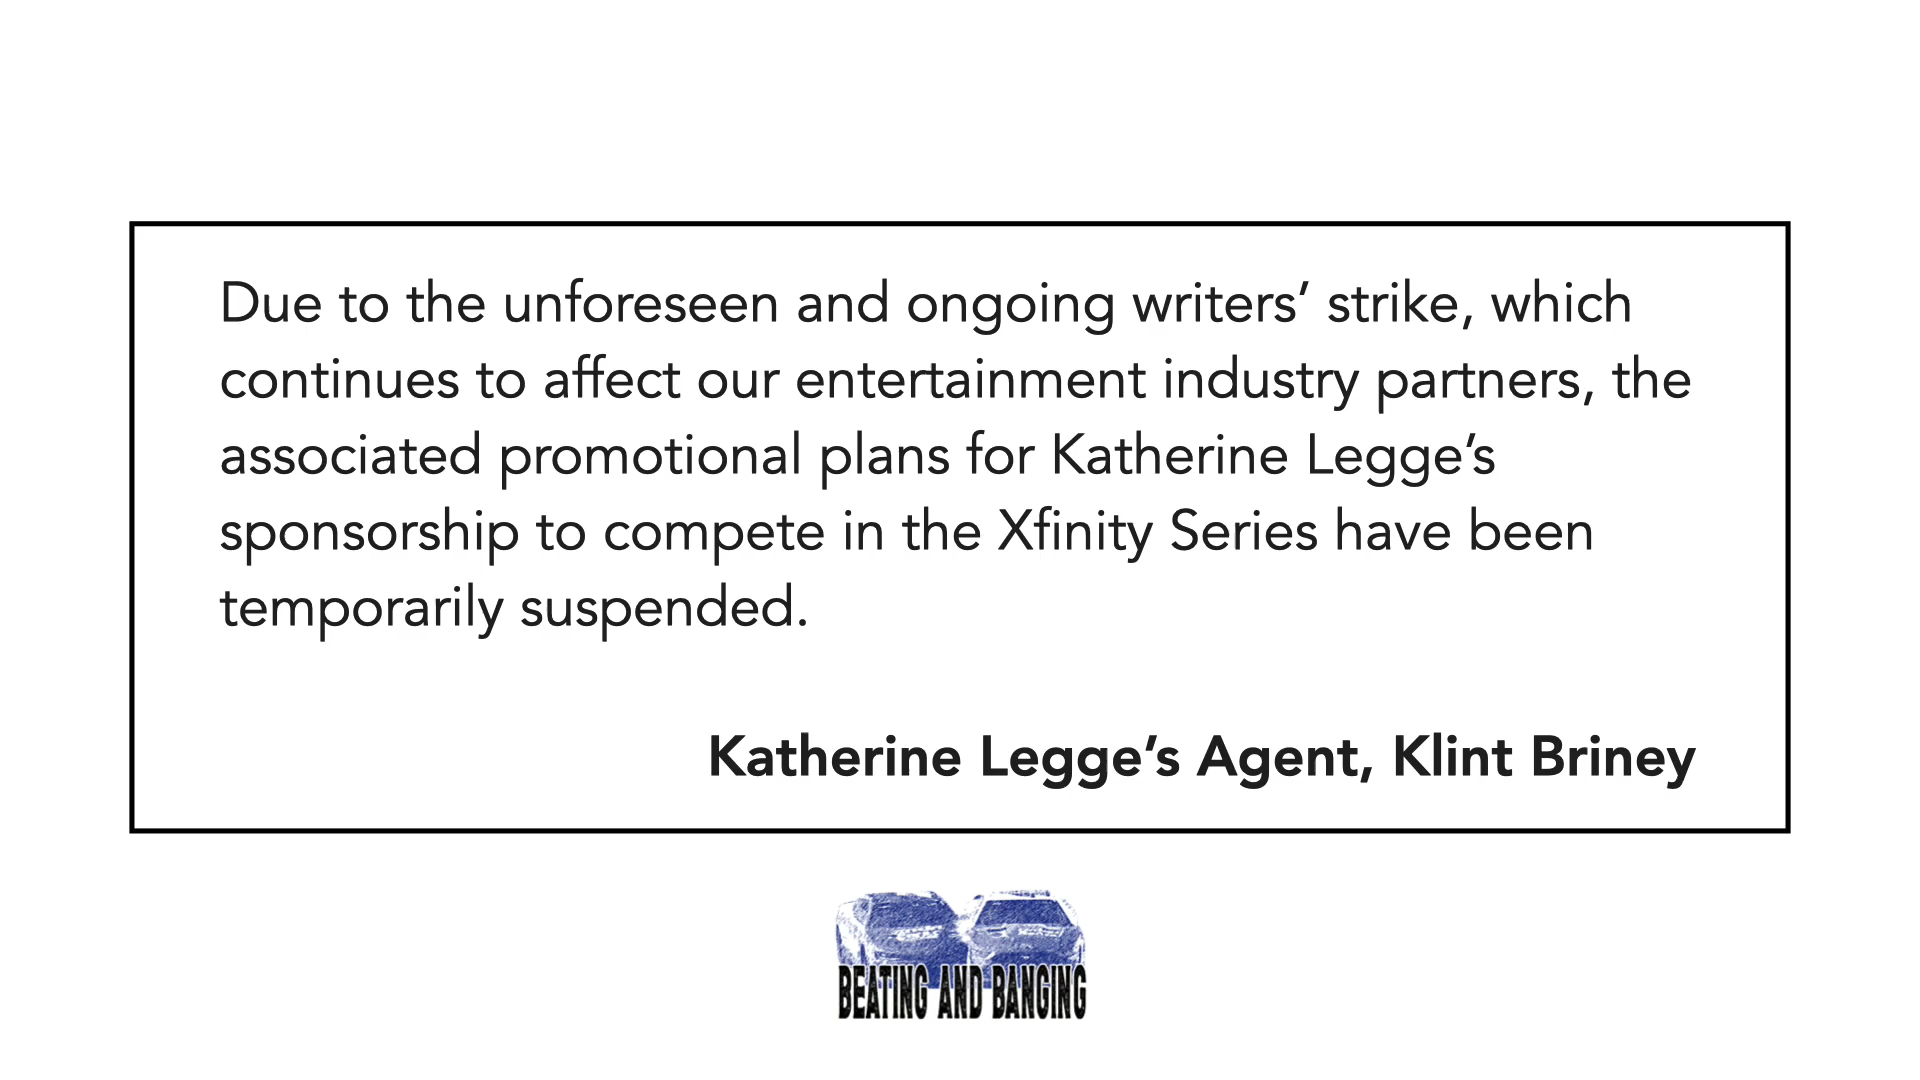 Due to the unforeseen and ongoing writers’ strike, which
continues to affect our entertainment industry partners, the
associated promotional plans for Katherine Legge’s
sponsorship to compete in the Xfinity Series have been
temporarily suspended.
Katherine Legge’s Agent, Klint Briney
BEATING AND BANGING